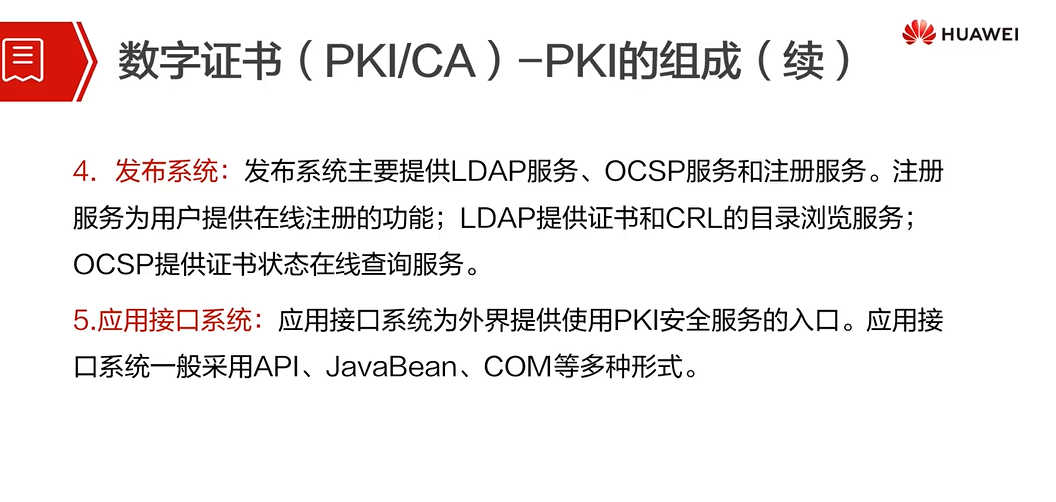 数字证书（PKI/CA）–PKI的组成（续）
HUAWEI
4. 发布系统：发布系统主要提供LDAP服务、OCSP服务和注册服务。注册
服务为用户提供在线注册的功能；LDAP提供证书和CRL的目录浏览服务；
OCSP提供证书状态在线查询服务。
5.应用接口系统：应用接口系统为外界提供使用PKI安全服务的入口。应用接
口系统一般采用API、JavaBean、COM等多种形式。